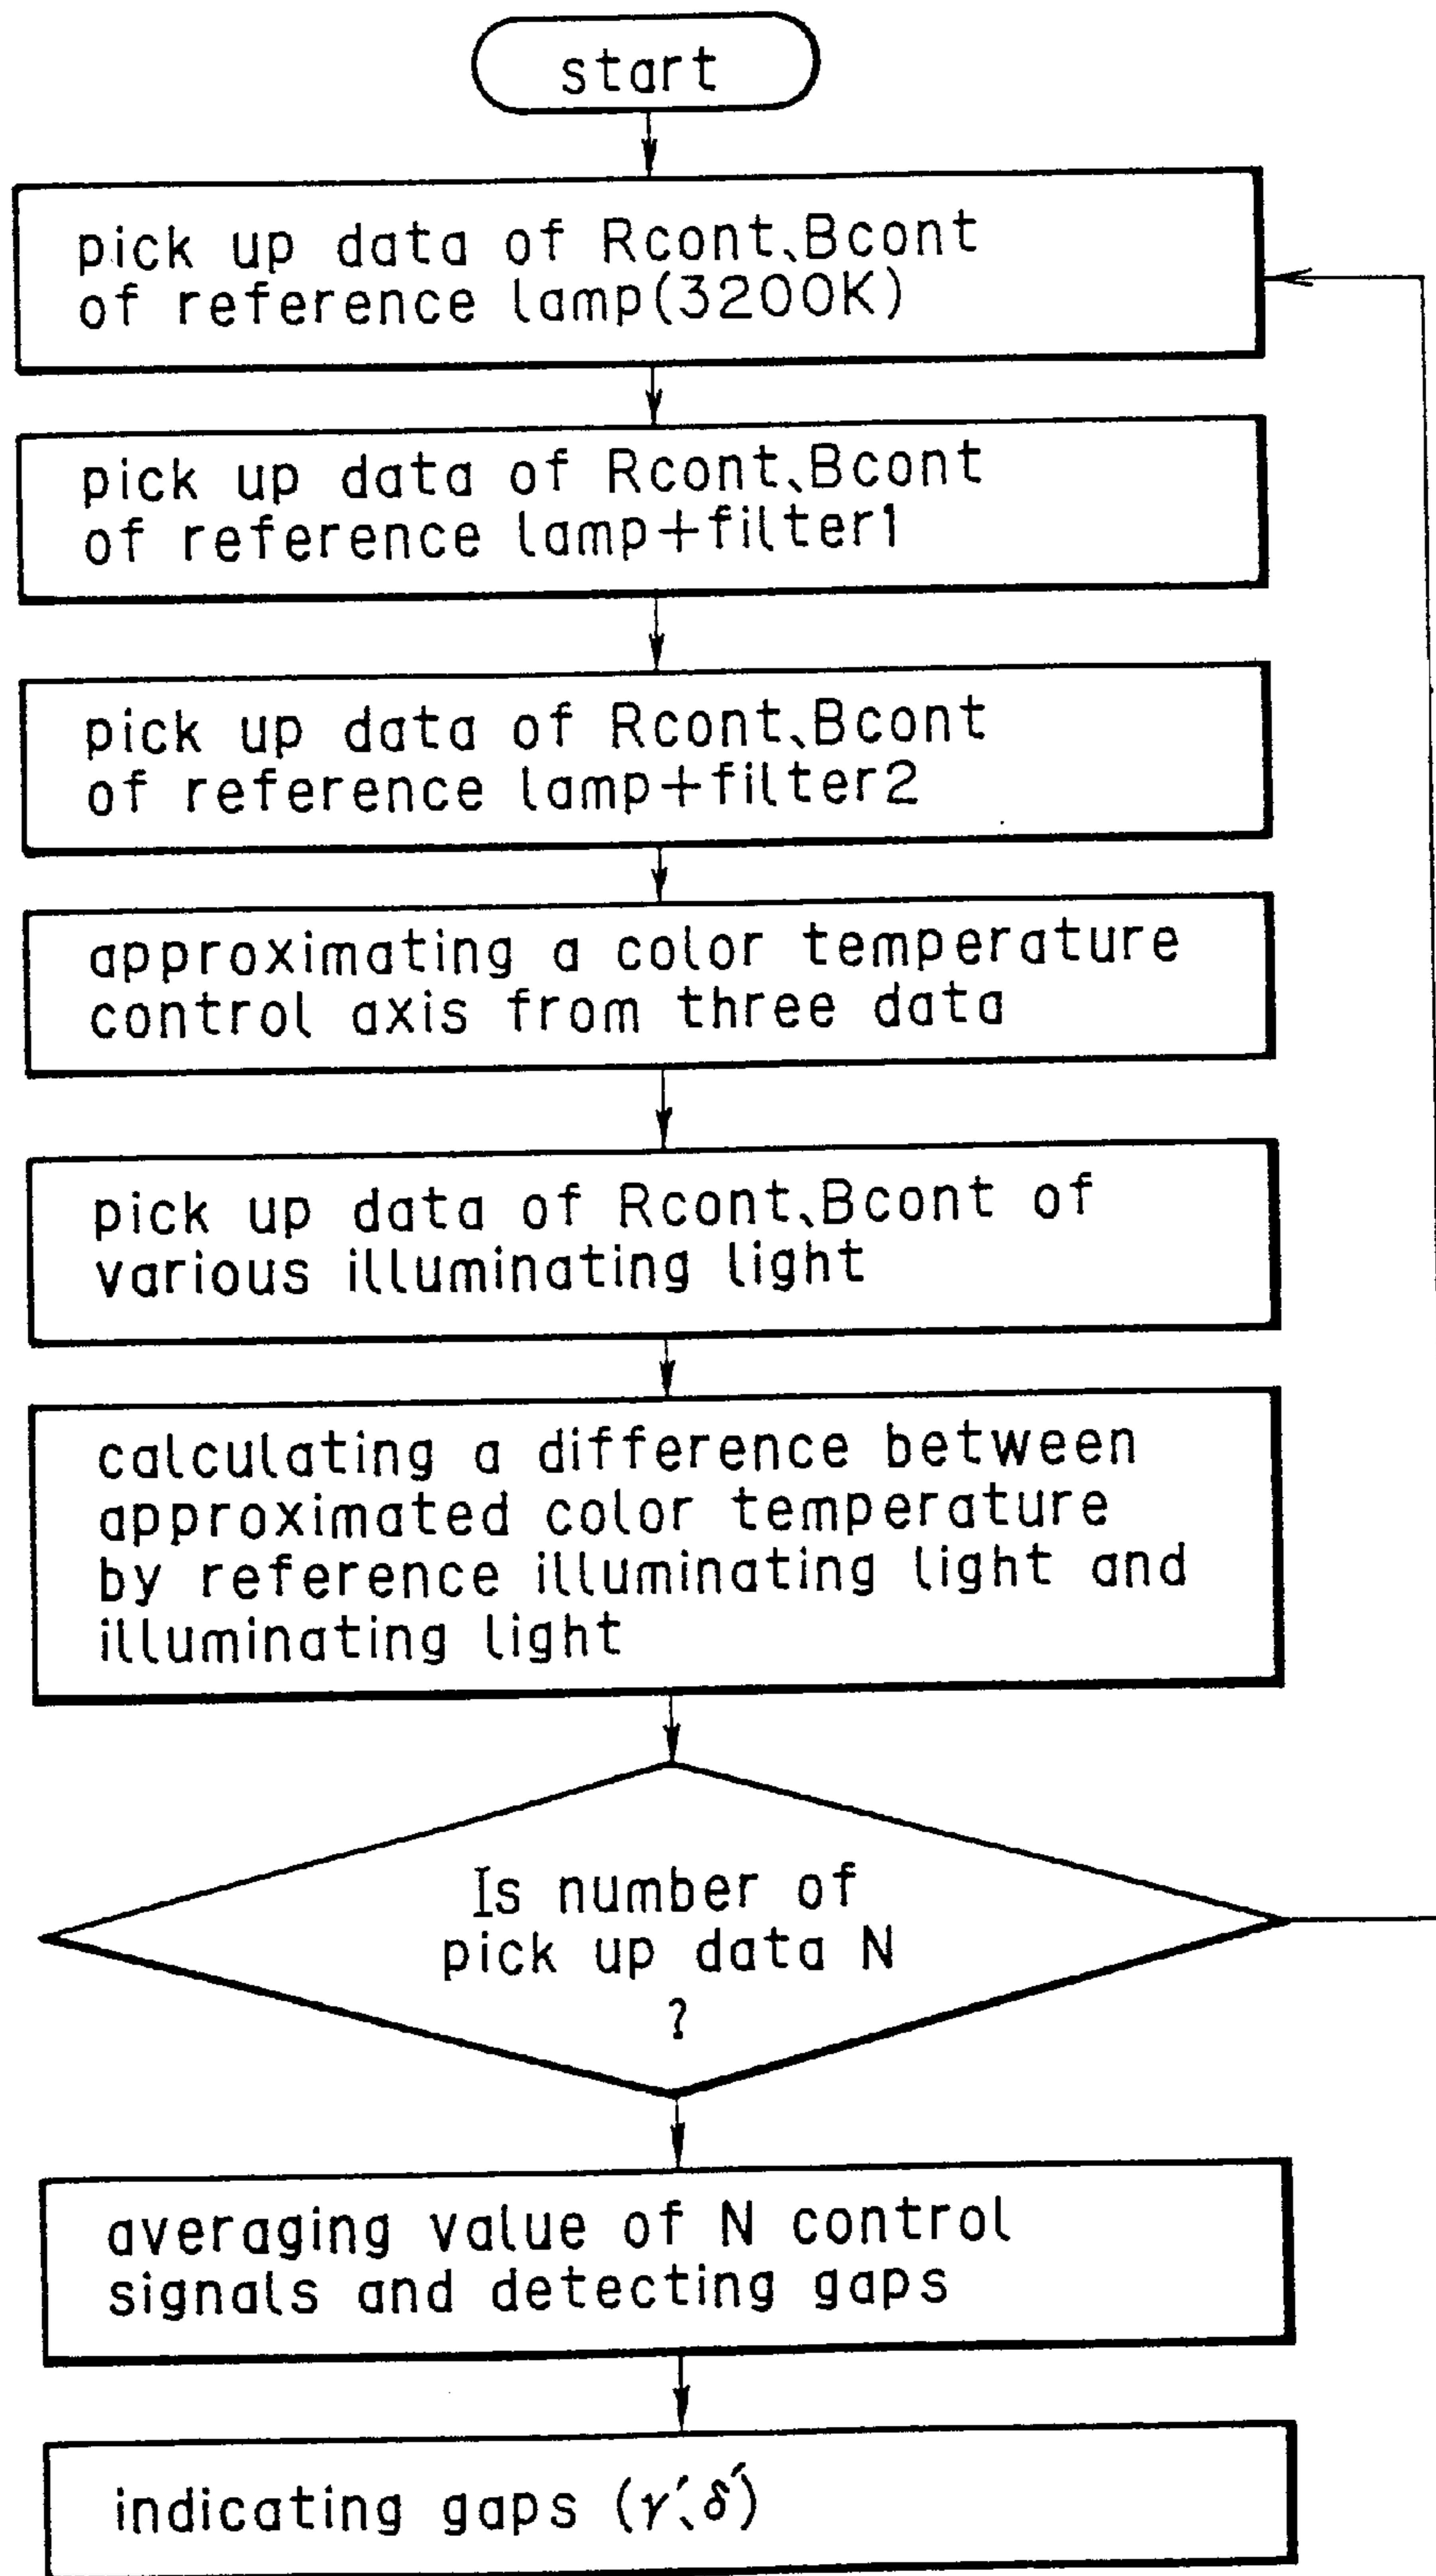 start
pick up data of Rcont、Bcont
of reference lamp(3200K)
pick up data of Rcont、Bcont
of reference lamp+filter1
pick up data of Rcont、Bcont
of reference lamp+filter2
approximating a color temperature
control axis from three data
pick up data of Rcont、Bcont of
various illuminating light
calculating a difference between
approximated color temperature
by reference illuminating light and
illuminating light
Is number of
pick up data N
?
averaging value of N control
signals and detecting gaps
indicating gaps (γ′、δ′)